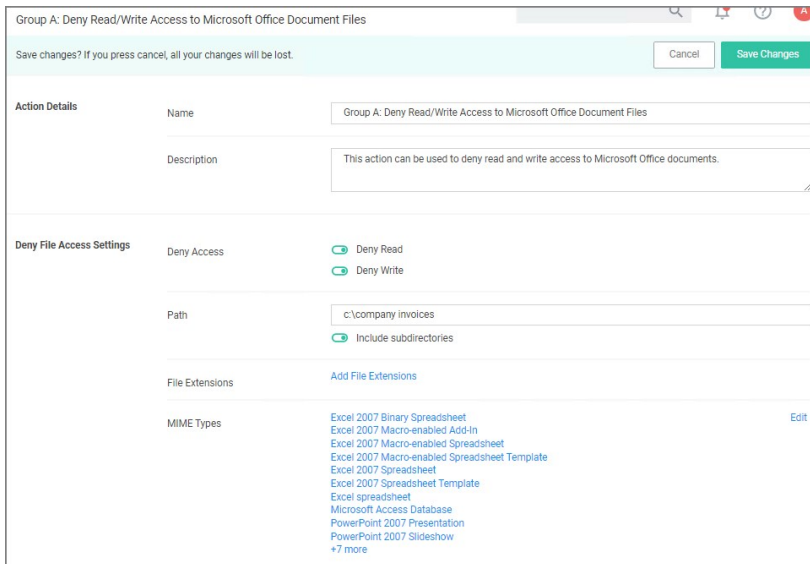 Group A: Deny Read/Write Access to Microsoft Office Document Files
A
Save changes? If you press cancel, all your changes will be lost.
Cancel
Save Changes
Action Details
Name
Group A: Deny Read/Write Access to Microsoft Office Document Files
Description
This action can be used to deny read and write access to Microsoft Office documents.
Deny File Access Settings
Deny Access
Deny Read
Deny Write
Path
c:\company invoices
Include subdirectories
File Extensions
Add File Extensions
MIME Types
Excel 2007 Binary Spreadsheet
Edit
Excel 2007 Macro-enabled Add-In
Excel 2007 Macro-enabled Spreadsheet
Excel 2007 Macro-enabled Spreadsheet Template
Excel 2007 Spreadsheet
Excel 2007 Spreadsheet Template
Excel spreadsheet
Microsoft Access Database
PowerPoint 2007 Presentation
PowerPoint 2007 Slideshow
+7 more